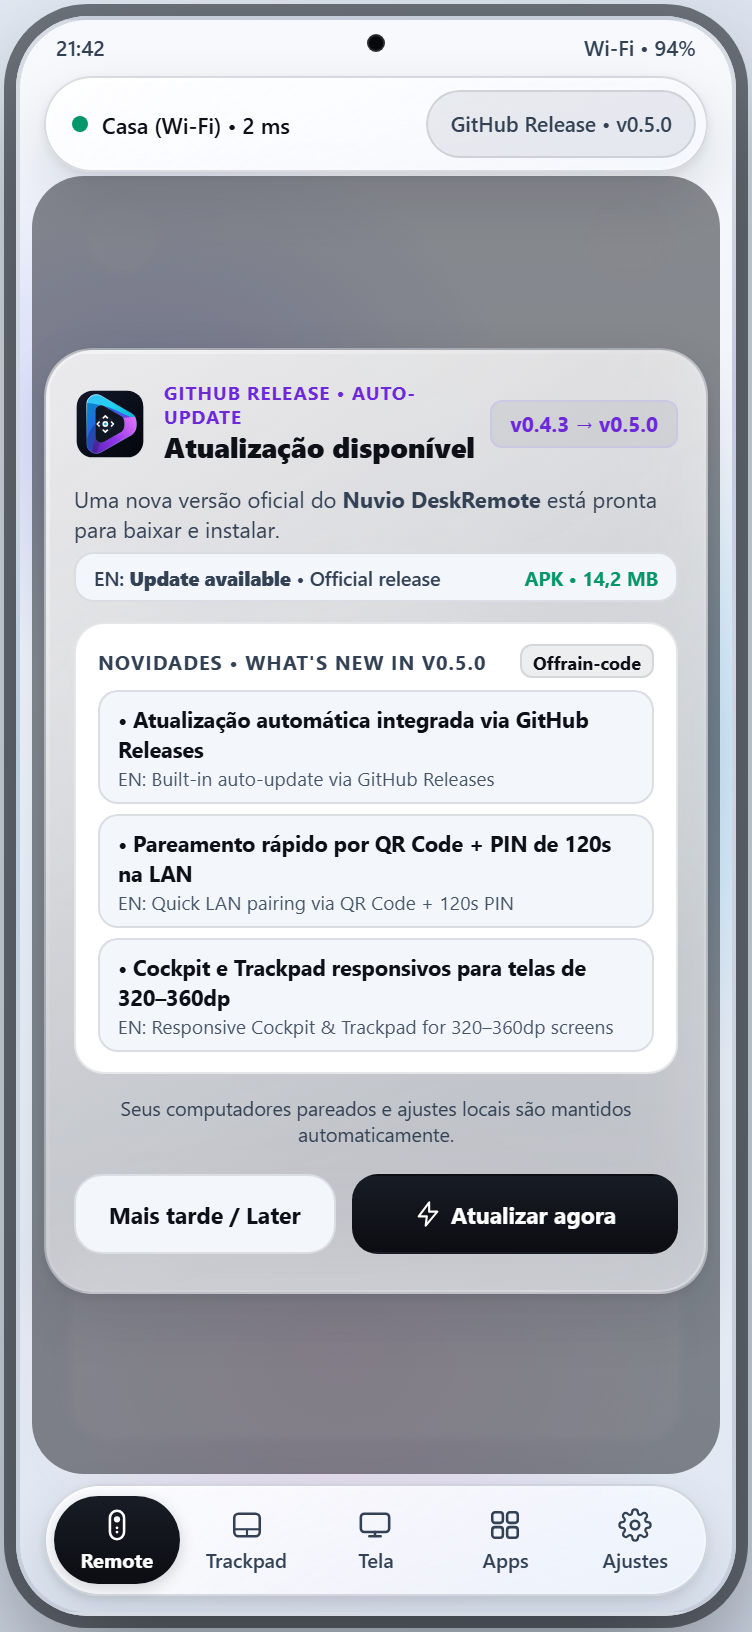 21:42
Wi-Fi • 94%
Casa (Wi-Fi) • 2 ms
GitHub Release • v0.5.0
GITHUB RELEASE • AUTO-
UPDATE
Atualização disponível
v0.4.3 → v0.5.0
Uma nova versão oficial do Nuvio DeskRemote está pronta
para baixar e instalar.
EN: Update available • Official release
APK • 14,2 MB
NOVIDADES • WHAT'S NEW IN V0.5.0
Offrain-code
• Atualização automática integrada via GitHub
Releases
EN: Built-in auto-update via GitHub Releases
• Pareamento rápido por QR Code + PIN de 120s
na LAN
EN: Quick LAN pairing via QR Code + 120s PIN
• Cockpit e Trackpad responsivos para telas de
320–360dp
EN: Responsive Cockpit & Trackpad for 320–360dp screens
Seus computadores pareados e ajustes locais são mantidos
automaticamente.
Mais tarde / Later
Atualizar agora
Remote
Trackpad
Tela
Apps
Ajustes